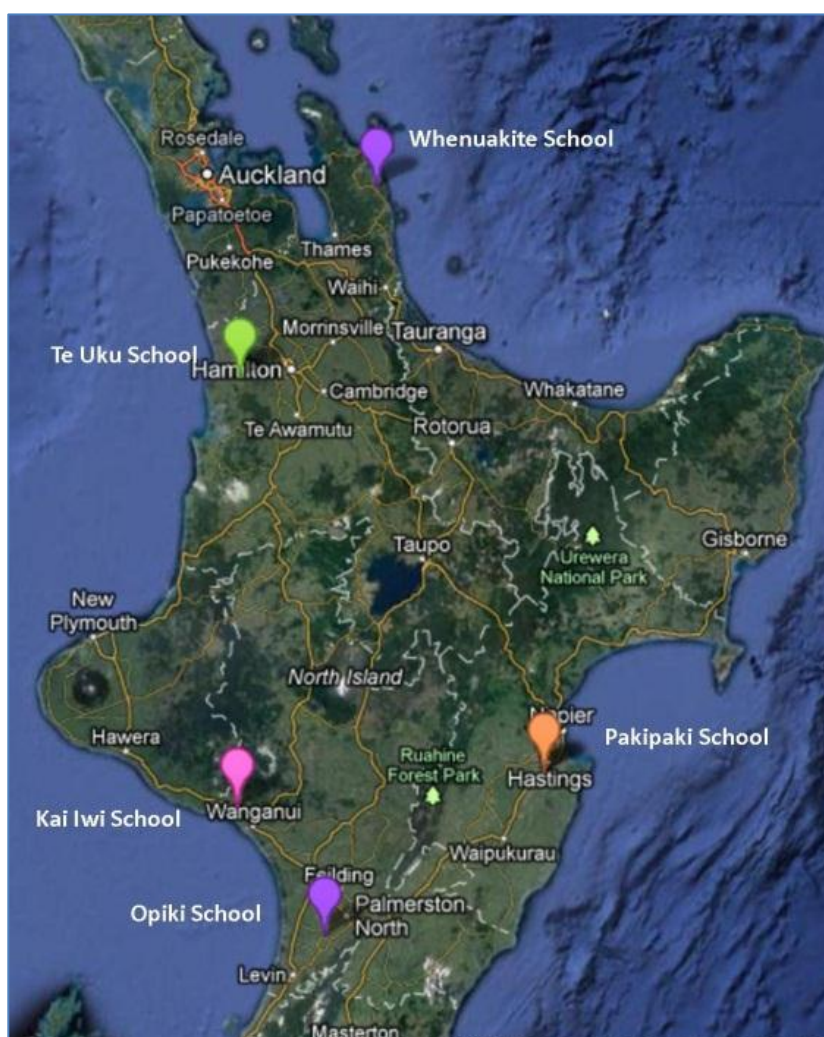 Whenuakite School
Rosedale
Auckland
Papatoetoe
Thames
Pukekohe
Waihi
Morrinsville
Tauranga
Te Uku School
Hamilton
Cambridge
Whakatane
Te Awamutu
Rotorua
Taupo
Urewera
National Park
Gisborne
New
Plymouth
North Island
Napier
Pakipaki School
Hawera
Ruahine
Forest Park
Hastings
Kai Iwi School
Wanganui
Waipukurau
Feilding
Opiki School
Palmerston
North
Levin
Masterton